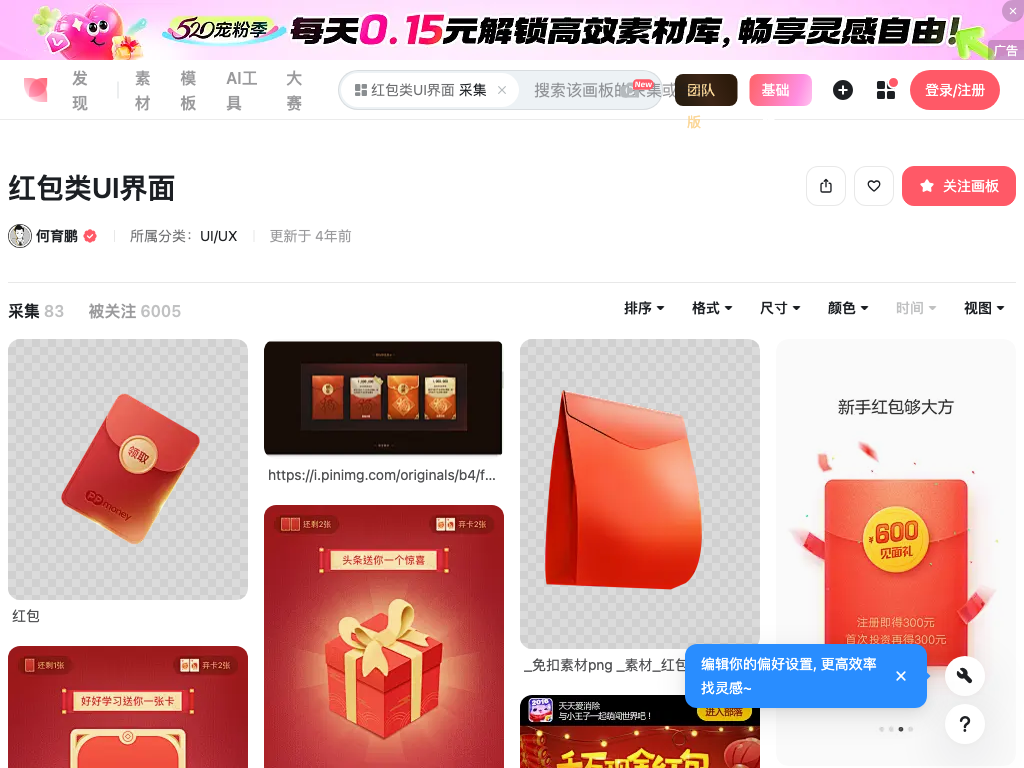 520宠粉季 每天0.15元解锁高效素材库,畅享灵感自由!
广告
发现
素材
模板
AI工具
大赛
红包类UI界面 采集
搜索该画板的采集或
New
团队版
基础
登录/注册
红包类UI界面
关注画板
何育鹏
所属分类: UI/UX
更新于 4年前
采集 83
被关注 6005
排序
格式
尺寸
颜色
时间
视图
领取
PP money
红包
https://i.pinimg.com/originals/b4/f...
还剩2张
弃卡2张
头条送你一个惊喜
_免扣素材png _素材_红包
新手红包够大方
¥600
见面礼
注册即得300元
首次投资再得300元
还剩1张
弃卡2张
好好学习送你一张卡
2016
天天爱消除
与小王子一起萌闯世界吧!
进入部落
千万现金红包
编辑你的偏好设置, 更高效率
找灵感~
?